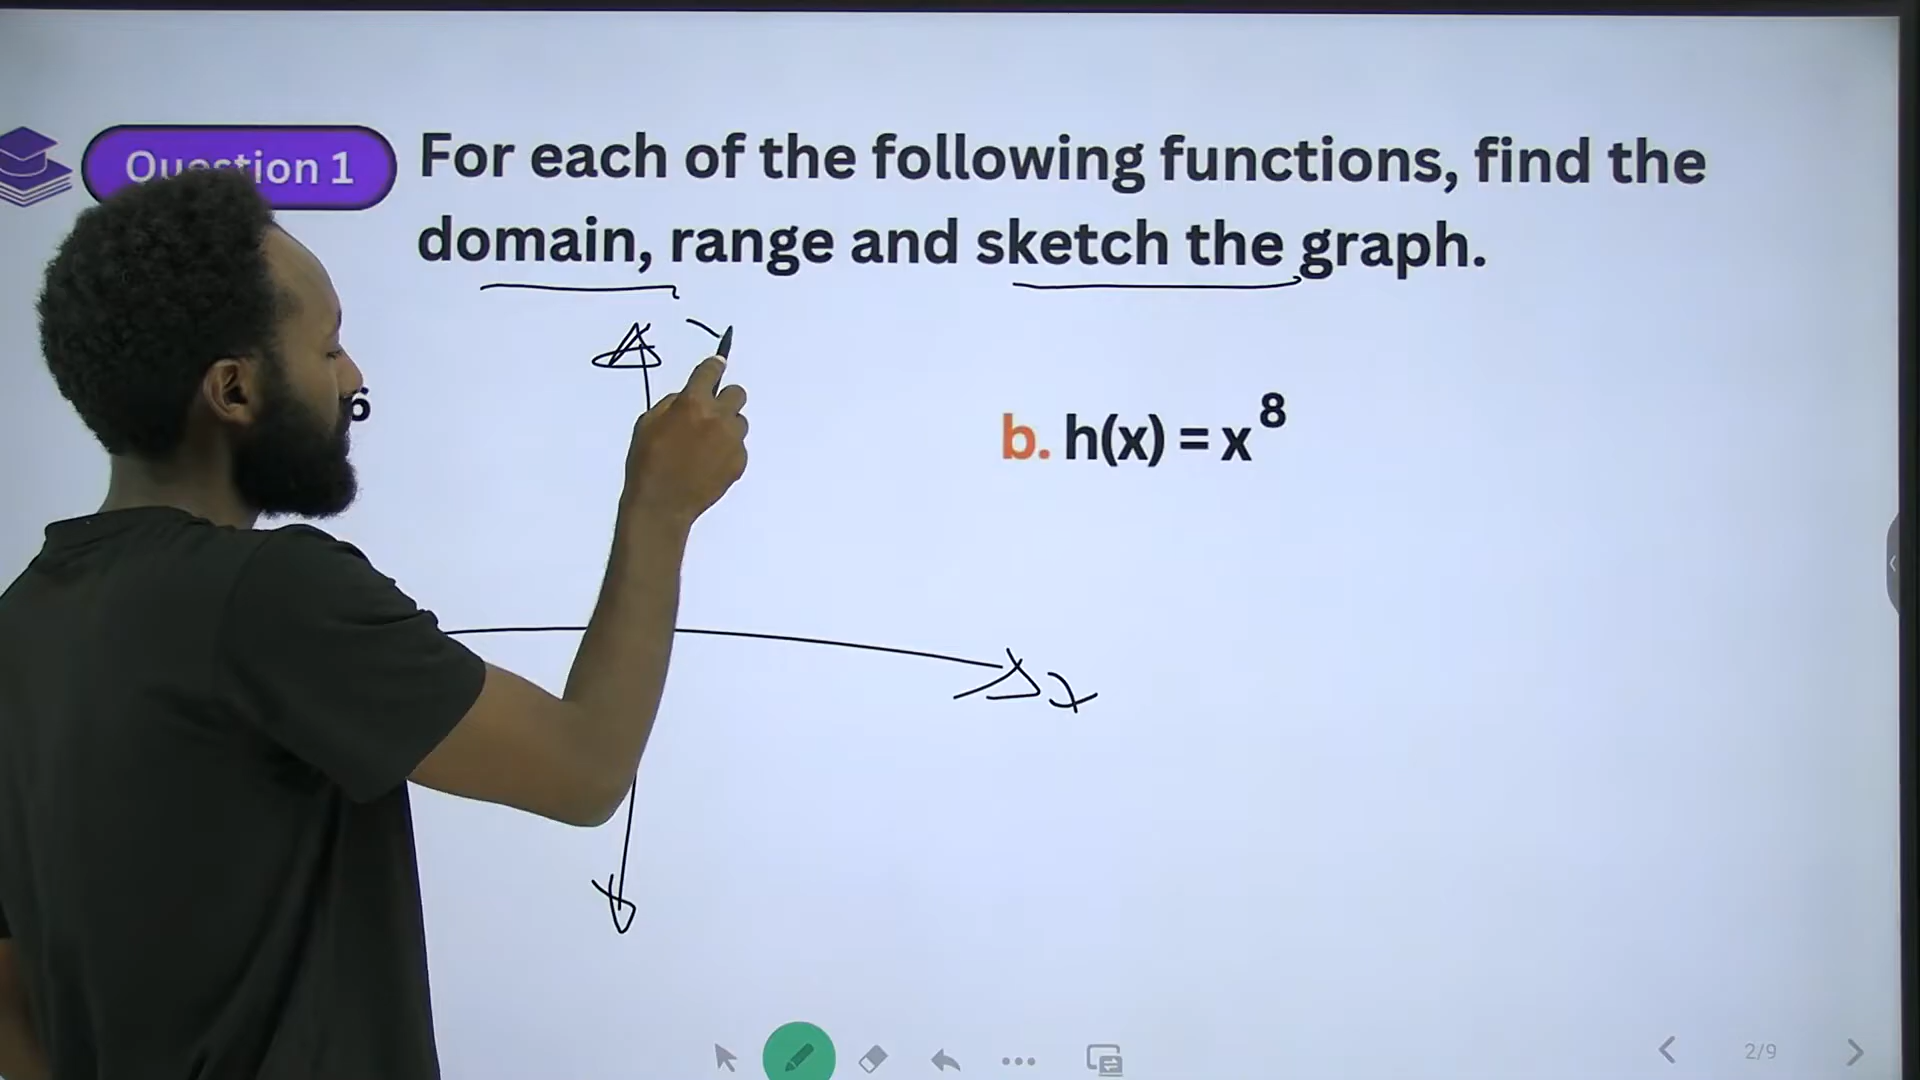 Question 1
For each of the following functions, find the
domain, range and sketch the graph.
6
b. h(x) = x⁸
x
2/9